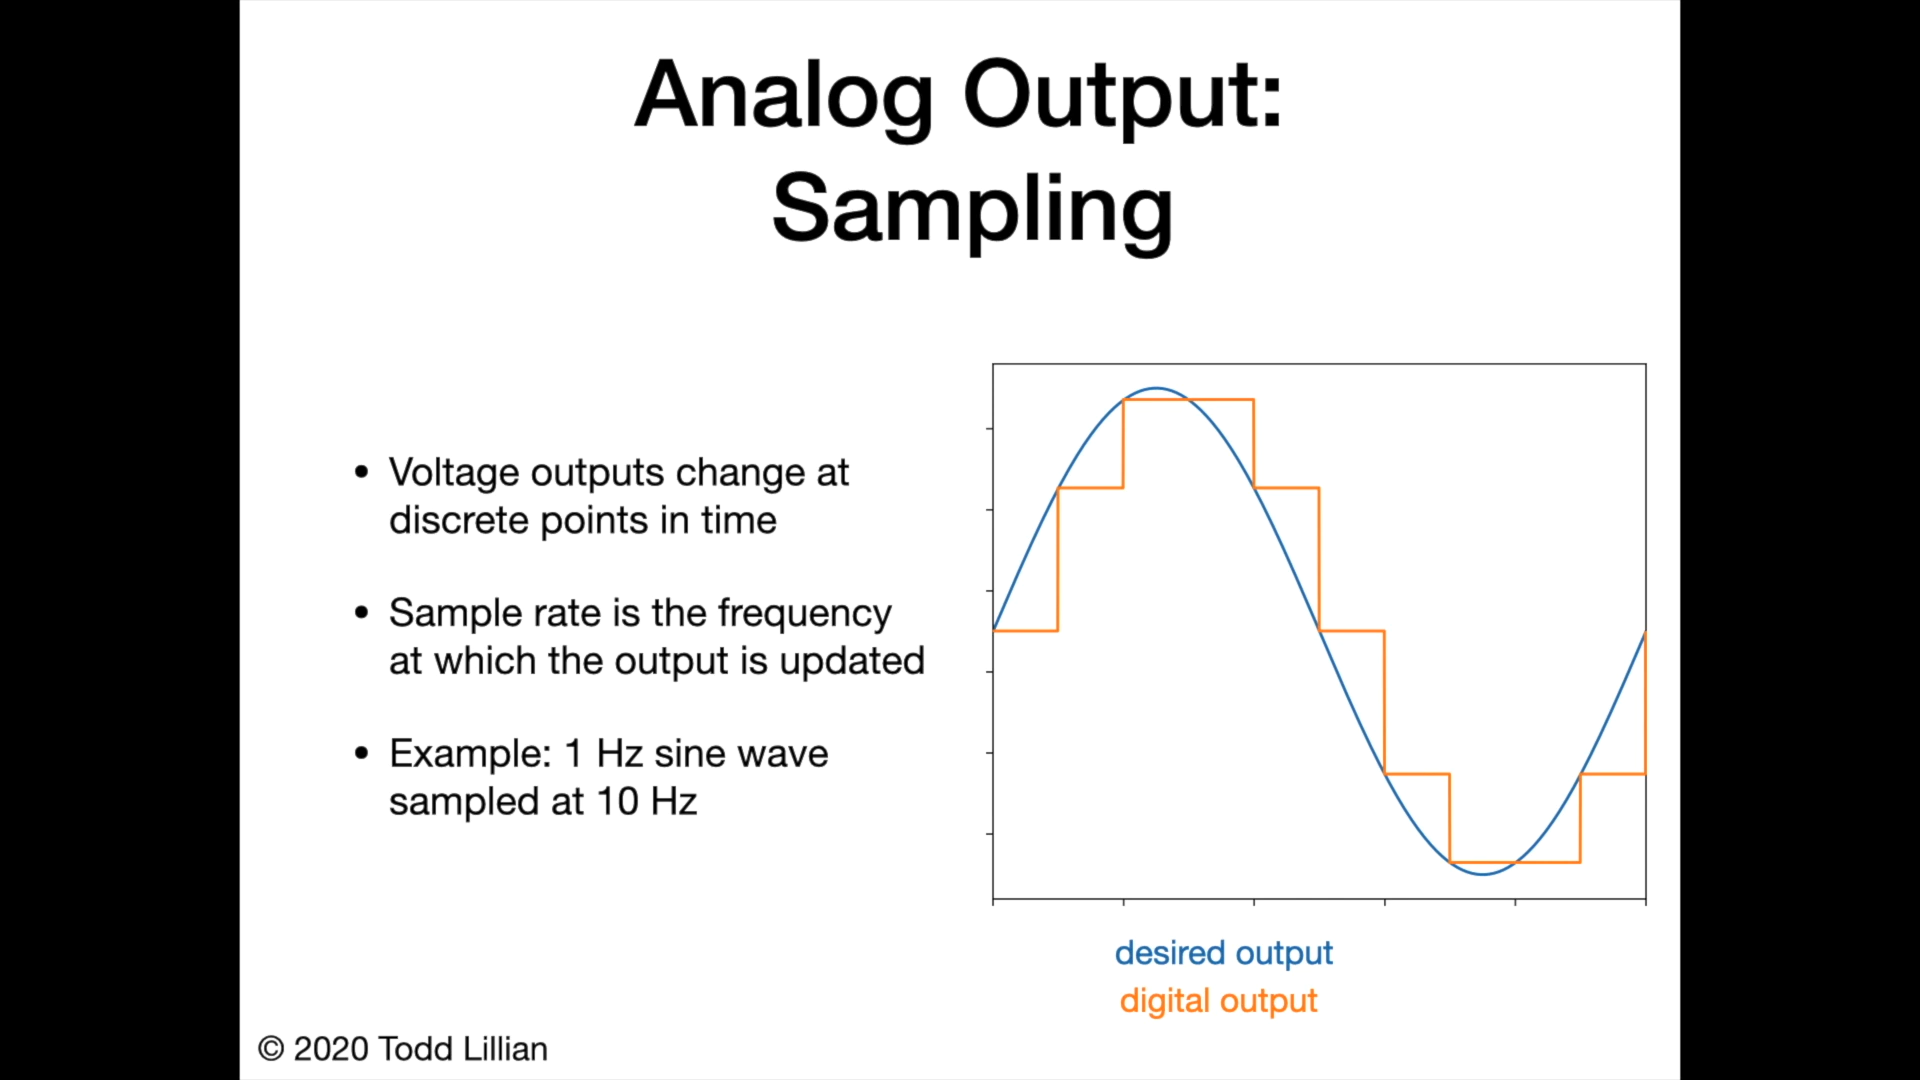 Analog Output:
Sampling
• Voltage outputs change at
discrete points in time
• Sample rate is the frequency
at which the output is updated
• Example: 1 Hz sine wave
sampled at 10 Hz
desired output
digital output
© 2020 Todd Lillian